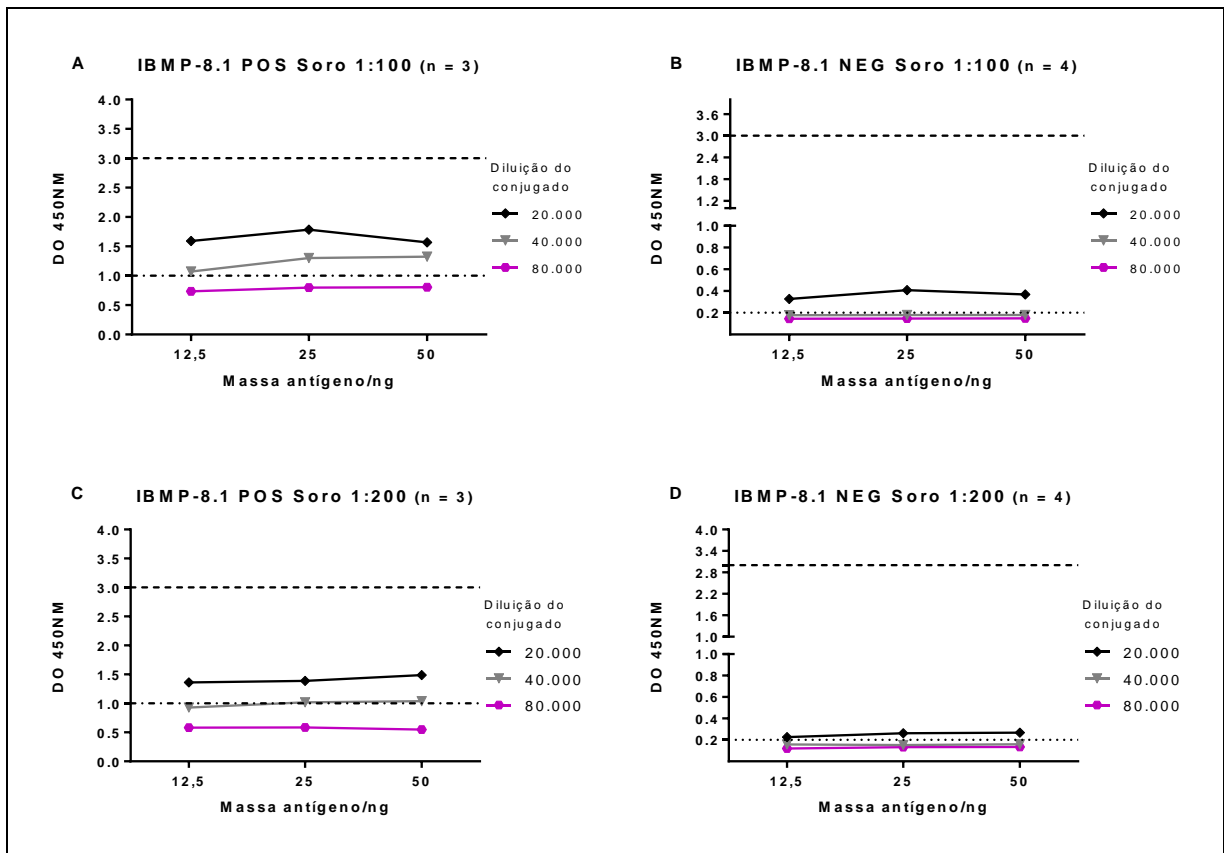 A IBMP-8.1 POS Soro 1:100 (n = 3)
4.0
3.5
3.0
2.5
2.0
1.5
1.0
0.5
0.0
DO 450NM
12,5 25 50
Massa antígeno/ng
Diluição do
conjugado
20.000
40.000
80.000
B IBMP-8.1 NEG Soro 1:100 (n = 4)
3.6
3.0
2.4
1.8
1.2
1.0
0.8
0.6
0.4
0.2
DO 450NM
12,5 25 50
Massa antígeno/ng
Diluição do
conjugado
20.000
40.000
80.000
C IBMP-8.1 POS Soro 1:200 (n = 3)
4.0
3.5
3.0
2.5
2.0
1.5
1.0
0.5
0.0
DO 450NM
12,5 25 50
Massa antígeno/ng
Diluição do
conjugado
20.000
40.000
80.000
D IBMP-8.1 NEG Soro 1:200 (n = 4)
4.0
3.4
2.8
2.2
1.6
1.0
1.0
0.8
0.6
0.4
0.2
DO 450NM
12,5 25 50
Massa antígeno/ng
Diluição do
conjugado
20.000
40.000
80.000